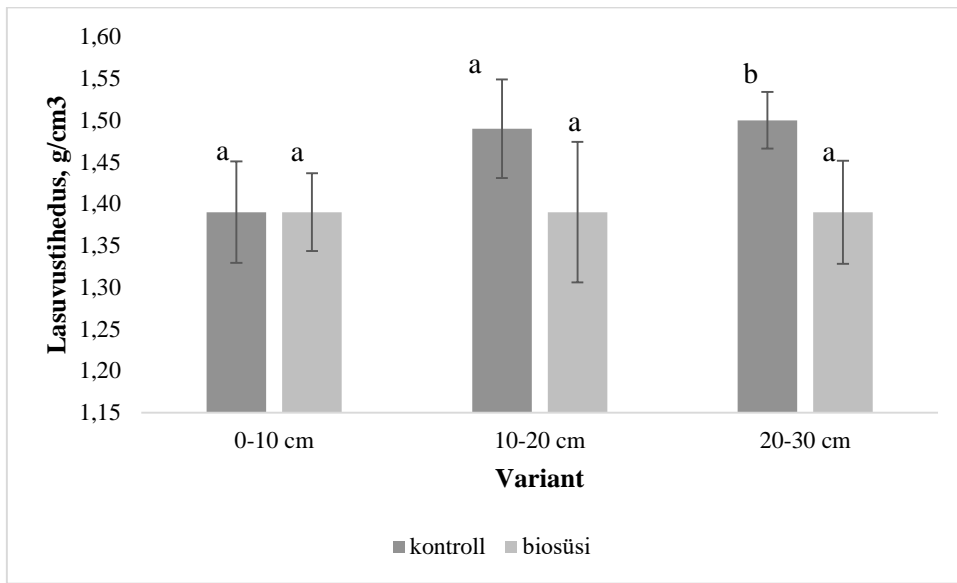 1,60
1,55
1,50
1,45
1,40
1,35
1,30
1,25
1,20
1,15
Lasuvustihedus, g/cm3
a
a
a
a
b
a
0-10 cm
10-20 cm
20-30 cm
Variant
kontroll
biosüsi